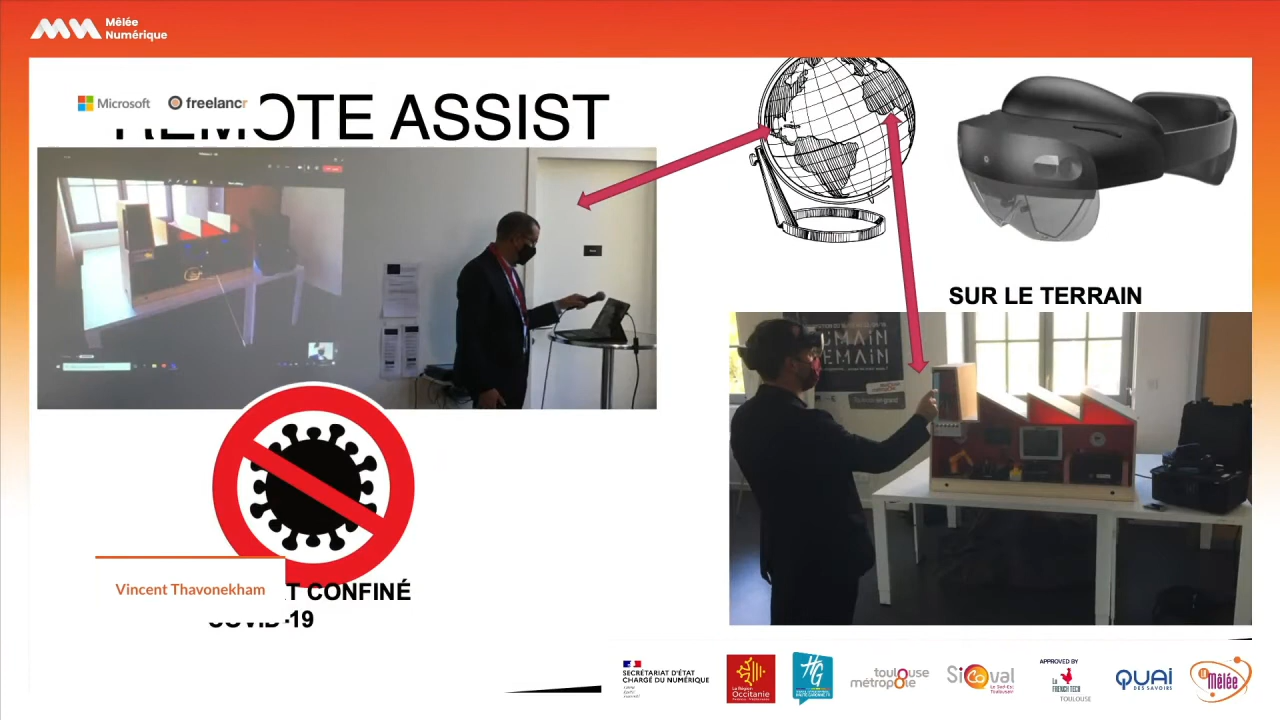 Mêlée
Numérique
Microsoft
freelancr
REMOTE ASSIST
SUR LE TERRAIN
Vincent Thavonekham
T CONFINÉ
COVID-19
SECRÉTARIAT D'ÉTAT
CHARGÉ DU NUMÉRIQUE
La Région
Occitanie
HG
toulouse
métropole
Sicoval
Le Sud-Est
Toulousain
APPROVED BY
La
FRENCH TECH
TOULOUSE
QUAI
DES SAVOIRS
la
Mêlée